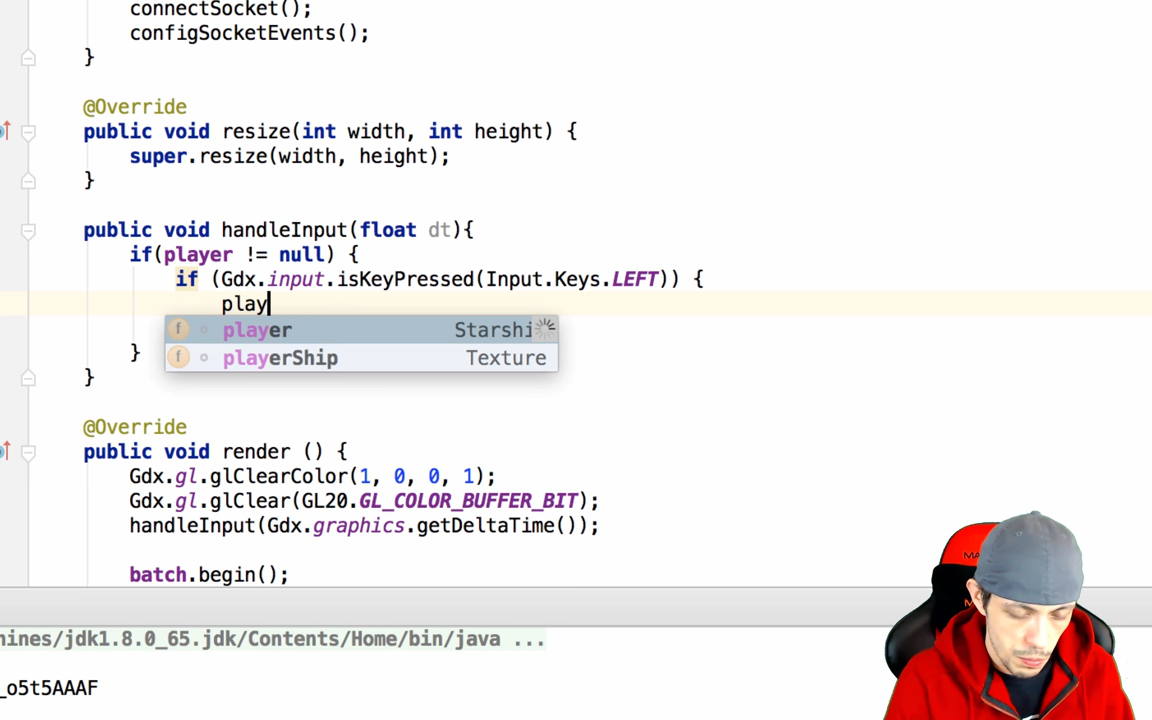 connectSocket();
configSocketEvents();
}
@Override
public void resize(int width, int height) {
super.resize(width, height);
}
public void handleInput(float dt){
if(player != null) {
if (Gdx.input.isKeyPressed(Input.Keys.LEFT)) {
play
f player Starshi
f playerShip Texture
}
}
@Override
public void render () {
Gdx.gl.glClearColor(1, 0, 0, 1);
Gdx.gl.glClear(GL20.GL_COLOR_BUFFER_BIT);
handleInput(Gdx.graphics.getDeltaTime());
batch.begin();
hines/jdk1.8.0_65.jdk/Contents/Home/bin/java ...
_o5t5AAAF